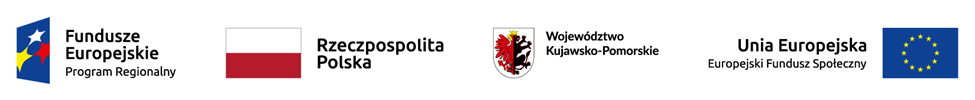 Fundusze
Europejskie
Program Regionalny
Rzeczpospolita
Polska
Województwo
Kujawsko-Pomorskie
Unia Europejska
Europejski Fundusz Społeczny